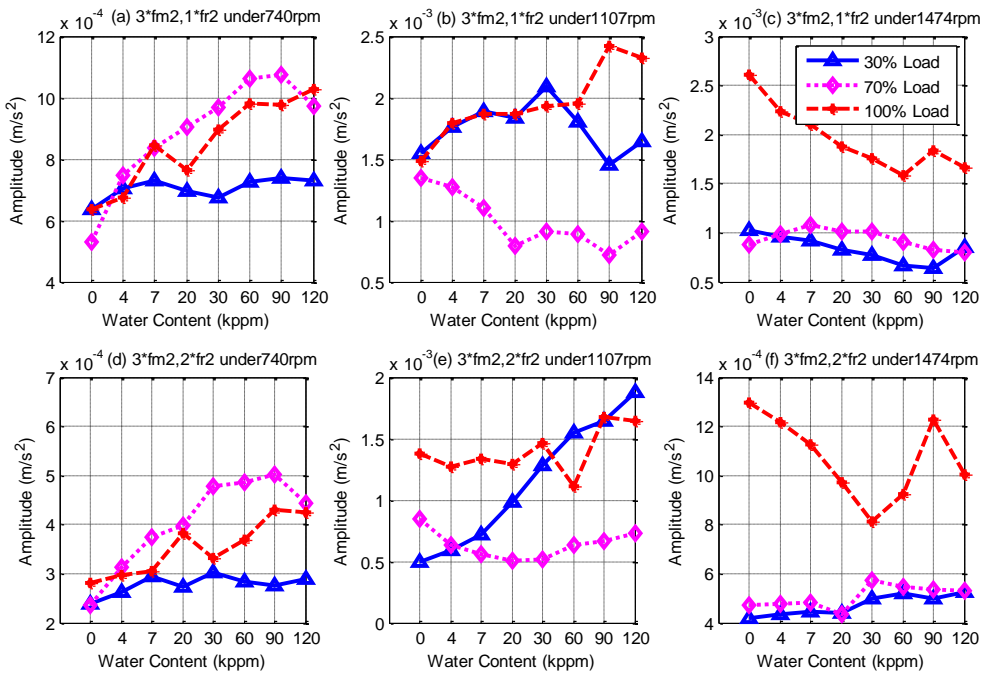 x 10-4 (a) 3*fm2,1*fr2 under740rpm
12
10
8
6
4
Amplitude (m/s2)
0 4 7 20 30 60 90 120
Water Content (kppm)
x 10-3 (b) 3*fm2,1*fr2 under1107rpm
2.5
2
1.5
1
0.5
Amplitude (m/s2)
0 4 7 20 30 60 90 120
Water Content (kppm)
x 10-3 (c) 3*fm2,1*fr2 under1474rpm
3
2.5
2
1.5
1
0.5
Amplitude (m/s2)
30% Load
70% Load
100% Load
0 4 7 20 30 60 90 120
Water Content (kppm)
x 10-4 (d) 3*fm2,2*fr2 under740rpm
7
6
5
4
3
2
Amplitude (m/s2)
0 4 7 20 30 60 90 120
Water Content (kppm)
x 10-3 (e) 3*fm2,2*fr2 under1107rpm
2
1.5
1
0.5
0
Amplitude (m/s2)
0 4 7 20 30 60 90 120
Water Content (kppm)
x 10-4 (f) 3*fm2,2*fr2 under1474rpm
14
12
10
8
6
4
Amplitude (m/s2)
0 4 7 20 30 60 90 120
Water Content (kppm)